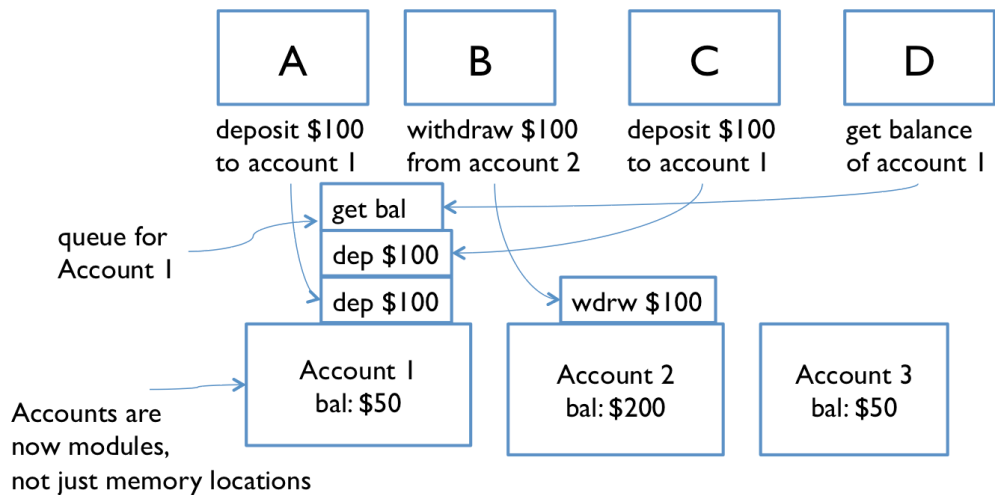 A
B
C
D
deposit $100
to account 1
withdraw $100
from account 2
deposit $100
to account 1
get balance
of account 1
get bal
queue for
Account 1
dep $100
dep $100
wdrw $100
Account 1
bal: $50
Account 2
bal: $200
Account 3
bal: $50
Accounts are
now modules,
not just memory locations